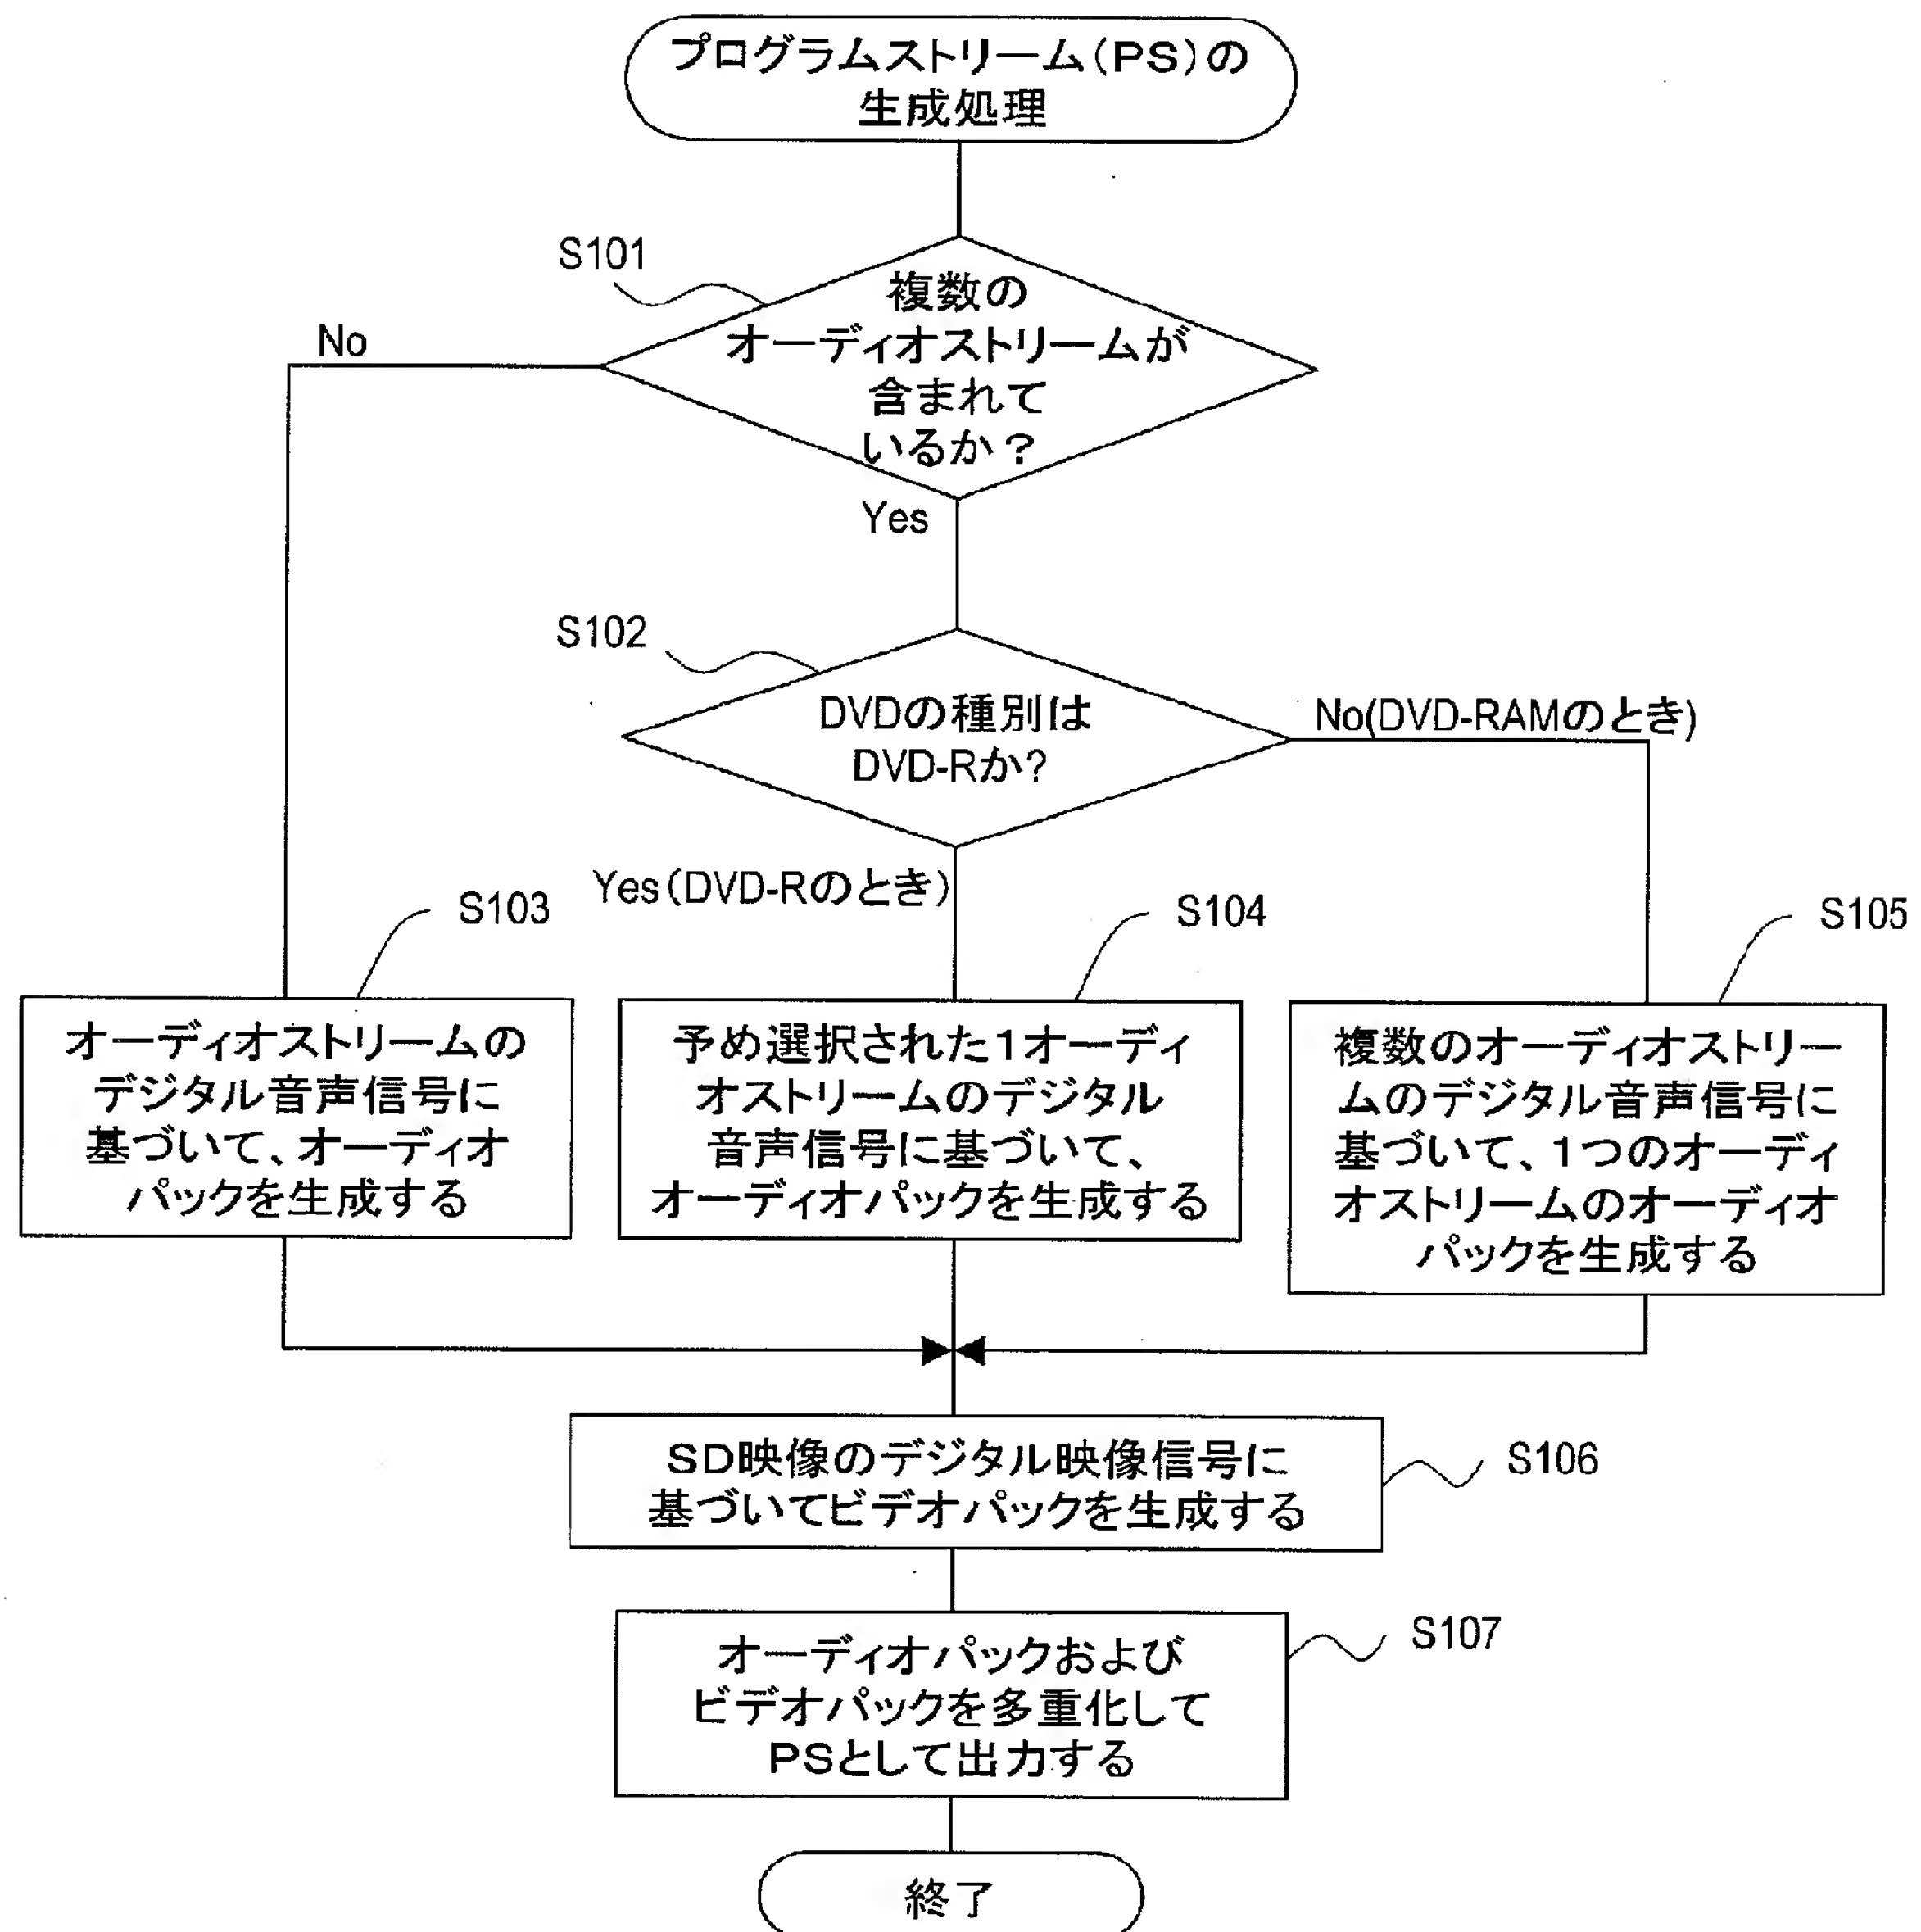 プログラムストリーム(PS)の
生成処理
S101
複数の
オーディオストリームが
含まれて
いるか？
No
Yes
S102
DVDの種別は
DVD-Rか?
No(DVD-RAMのとき)
Yes(DVD-Rのとき)
S103
オーディオストリームの
デジタル音声信号に
基づいて、オーディオ
パックを生成する
S104
予め選択された1オーディ
オストリームのデジタル
音声信号に基づいて、
オーディオパックを生成する
S105
複数のオーディオストリー
ムのデジタル音声信号に
基づいて、1つのオーディ
オストリームのオーディオ
パックを生成する
SD映像のデジタル映像信号に
基づいてビデオパックを生成する
S106
オーディオパックおよび
ビデオパックを多重化して
PSとして出力する
S107
終了